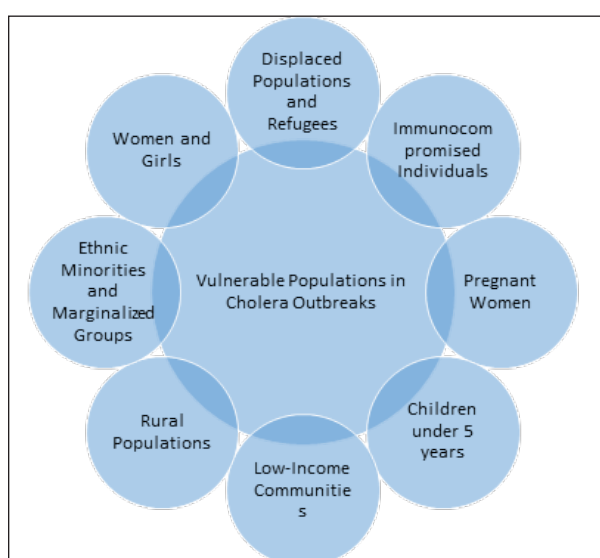 Displaced
Populations
and
Refugees
Immunocom
promised
Individuals
Pregnant
Women
Children
under 5
years
Low-Income
Communitie
s
Rural
Populations
Ethnic
Minorities
and
Marginalized
Groups
Women and
Girls
Vulnerable Populations in
Cholera Outbreaks